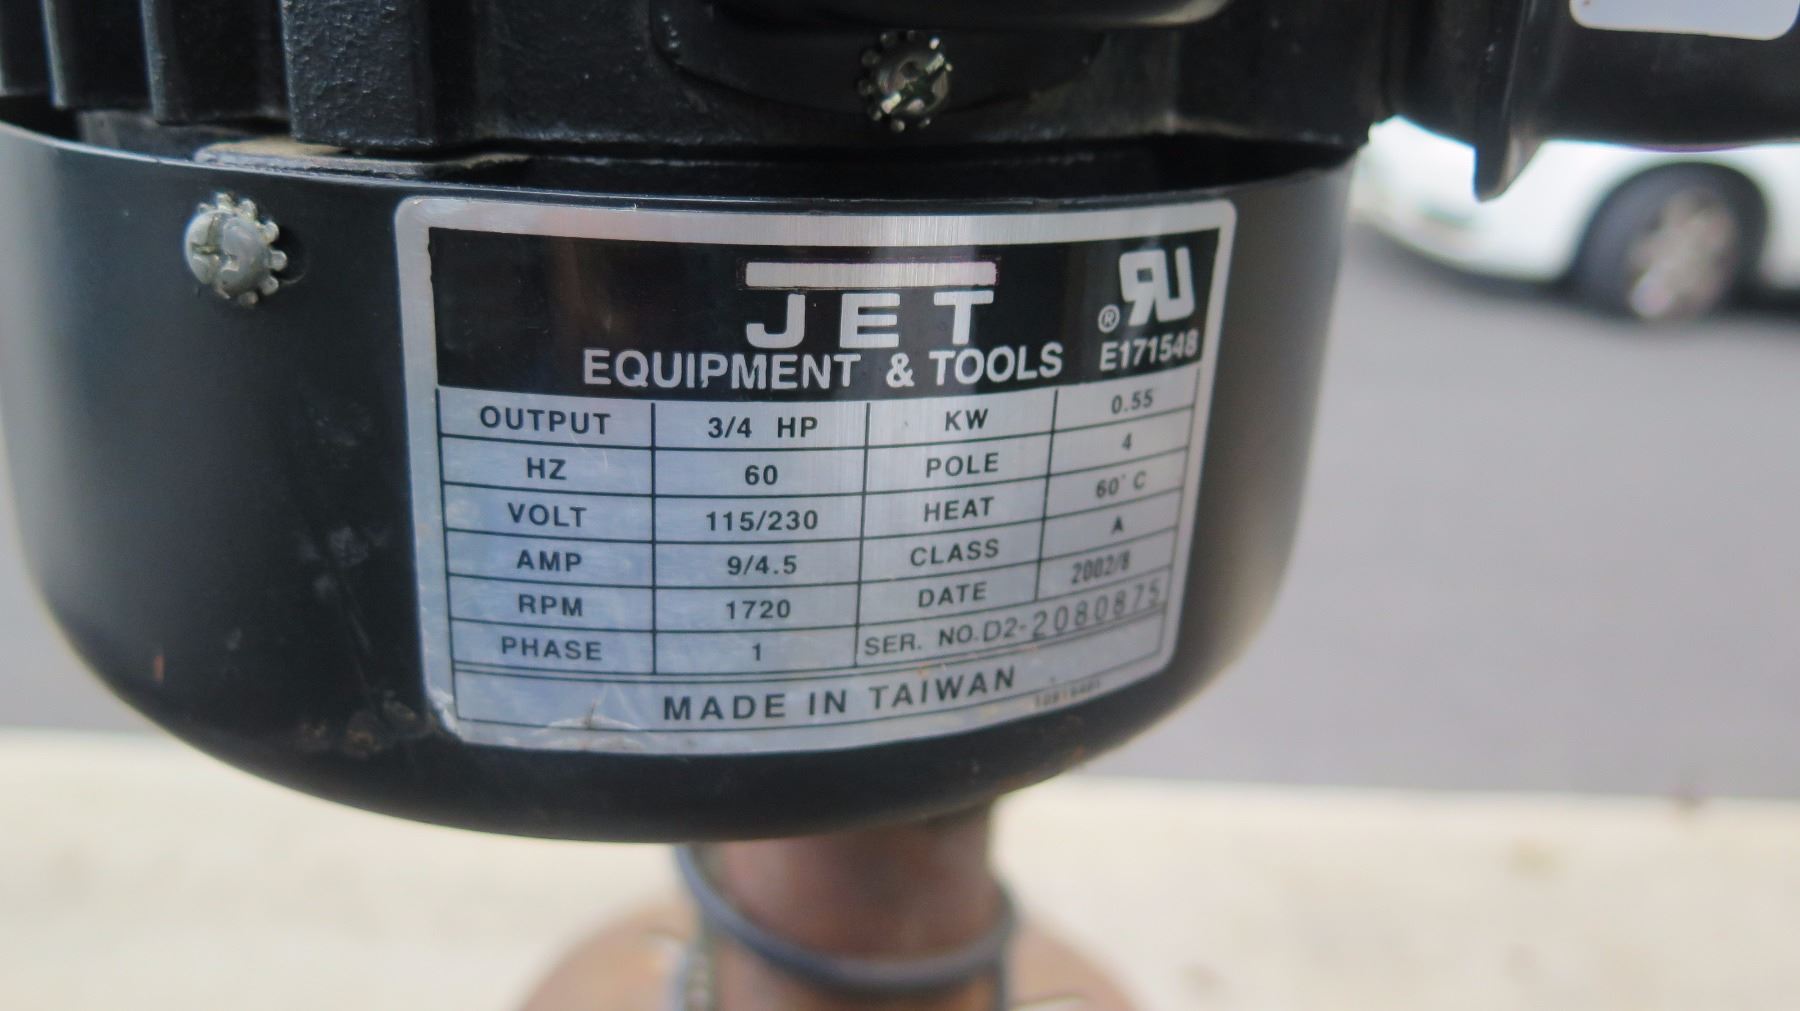 JET
EQUIPMENT & TOOLS
RU ®
E171548
OUTPUT 3/4 HP KW 0.55
HZ 60 POLE 4
VOLT 115/230 HEAT 60° C
AMP 9/4.5 CLASS A
RPM 1720 DATE 2002/8
PHASE 1 SER. NO. D2-2080875
MADE IN TAIWAN